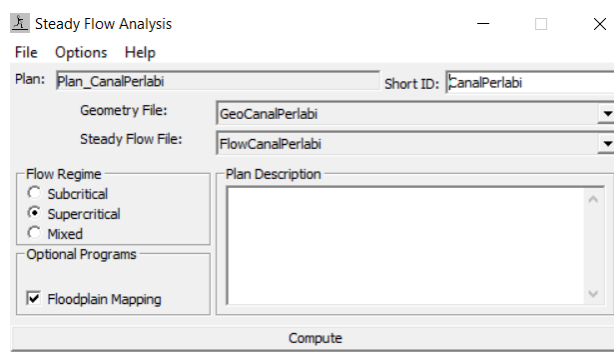 Steady Flow Analysis
File Options Help
Plan: Plan_CanalPerlabi Short ID: CanalPerlabi
Geometry File: GeoCanalPerlabi
Steady Flow File: FlowCanalPerlabi
Flow Regime Plan Description
Subcritical
Supercritical
Mixed
Optional Programs
Floodplain Mapping
Compute